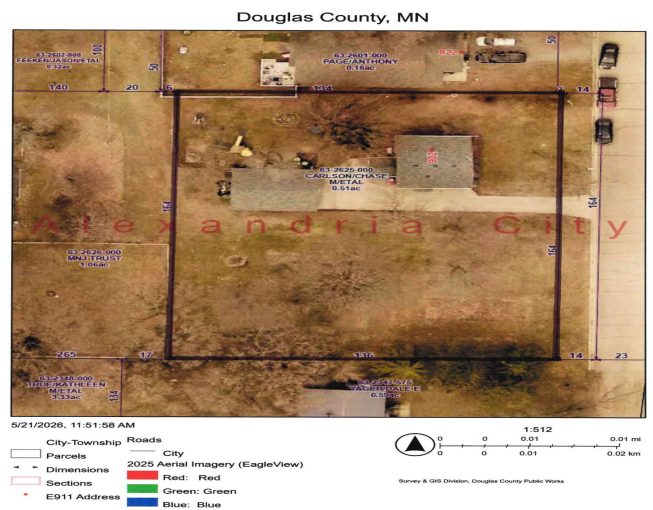 Douglas County, MN
63-2602-000
FEEKEN/JASON/ETAL
0.32ac
100
50
63-2601-000
PAGE/ANTHONY
0.16ac
822
50
140
20
6
134
14
63-2625-000
CARLSON/CHASE
M/ETAL
0.51ac
802
164
164
164
Alexandria City
63-2626-000
MNJ TRUST
1.06ac
265
17
136
14
23
63-2348-000
TRUE/KATHLEEN
M/ETAL
3.33ac
134
YAGER/DALE E
5/21/2026, 11:51:58 AM
City-Township
Parcels
Dimensions
Sections
E911 Address
Roads
City
2025 Aerial Imagery (EagleView)
Red: Red
Green: Green
Blue: Blue
1:512
0 0 0.01 0.01 mi
0 0 0.01 0.02 km
Survey & GIS Division, Douglas County Public Works